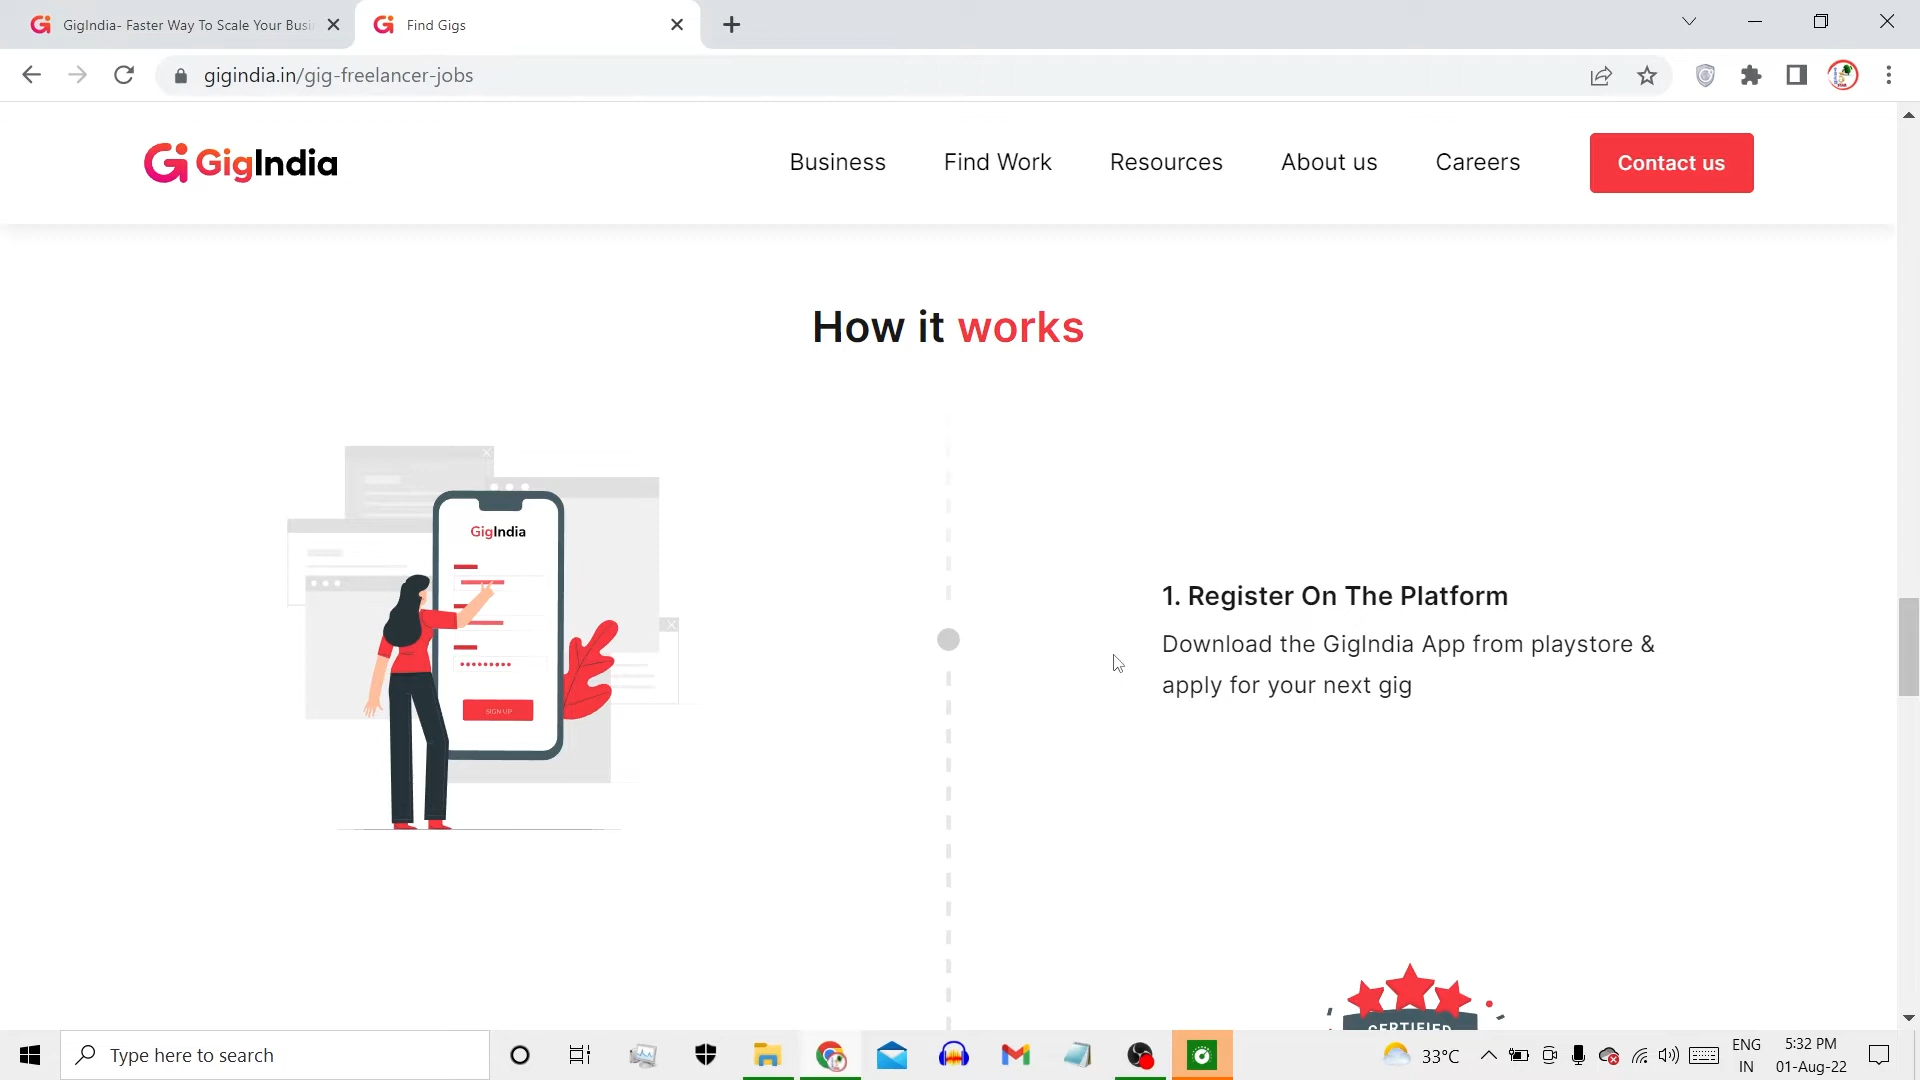 GigIndia- Faster Way To Scale Your Busi
Find Gigs
gigindia.in/gig-freelancer-jobs
GigIndia
Business
Find Work
Resources
About us
Careers
Contact us
How it works
GigIndia
SIGN UP
1. Register On The Platform
Download the GigIndia App from playstore &
apply for your next gig
CERTIFIED
Type here to search
33°C
ENG
IN
5:32 PM
01-Aug-22